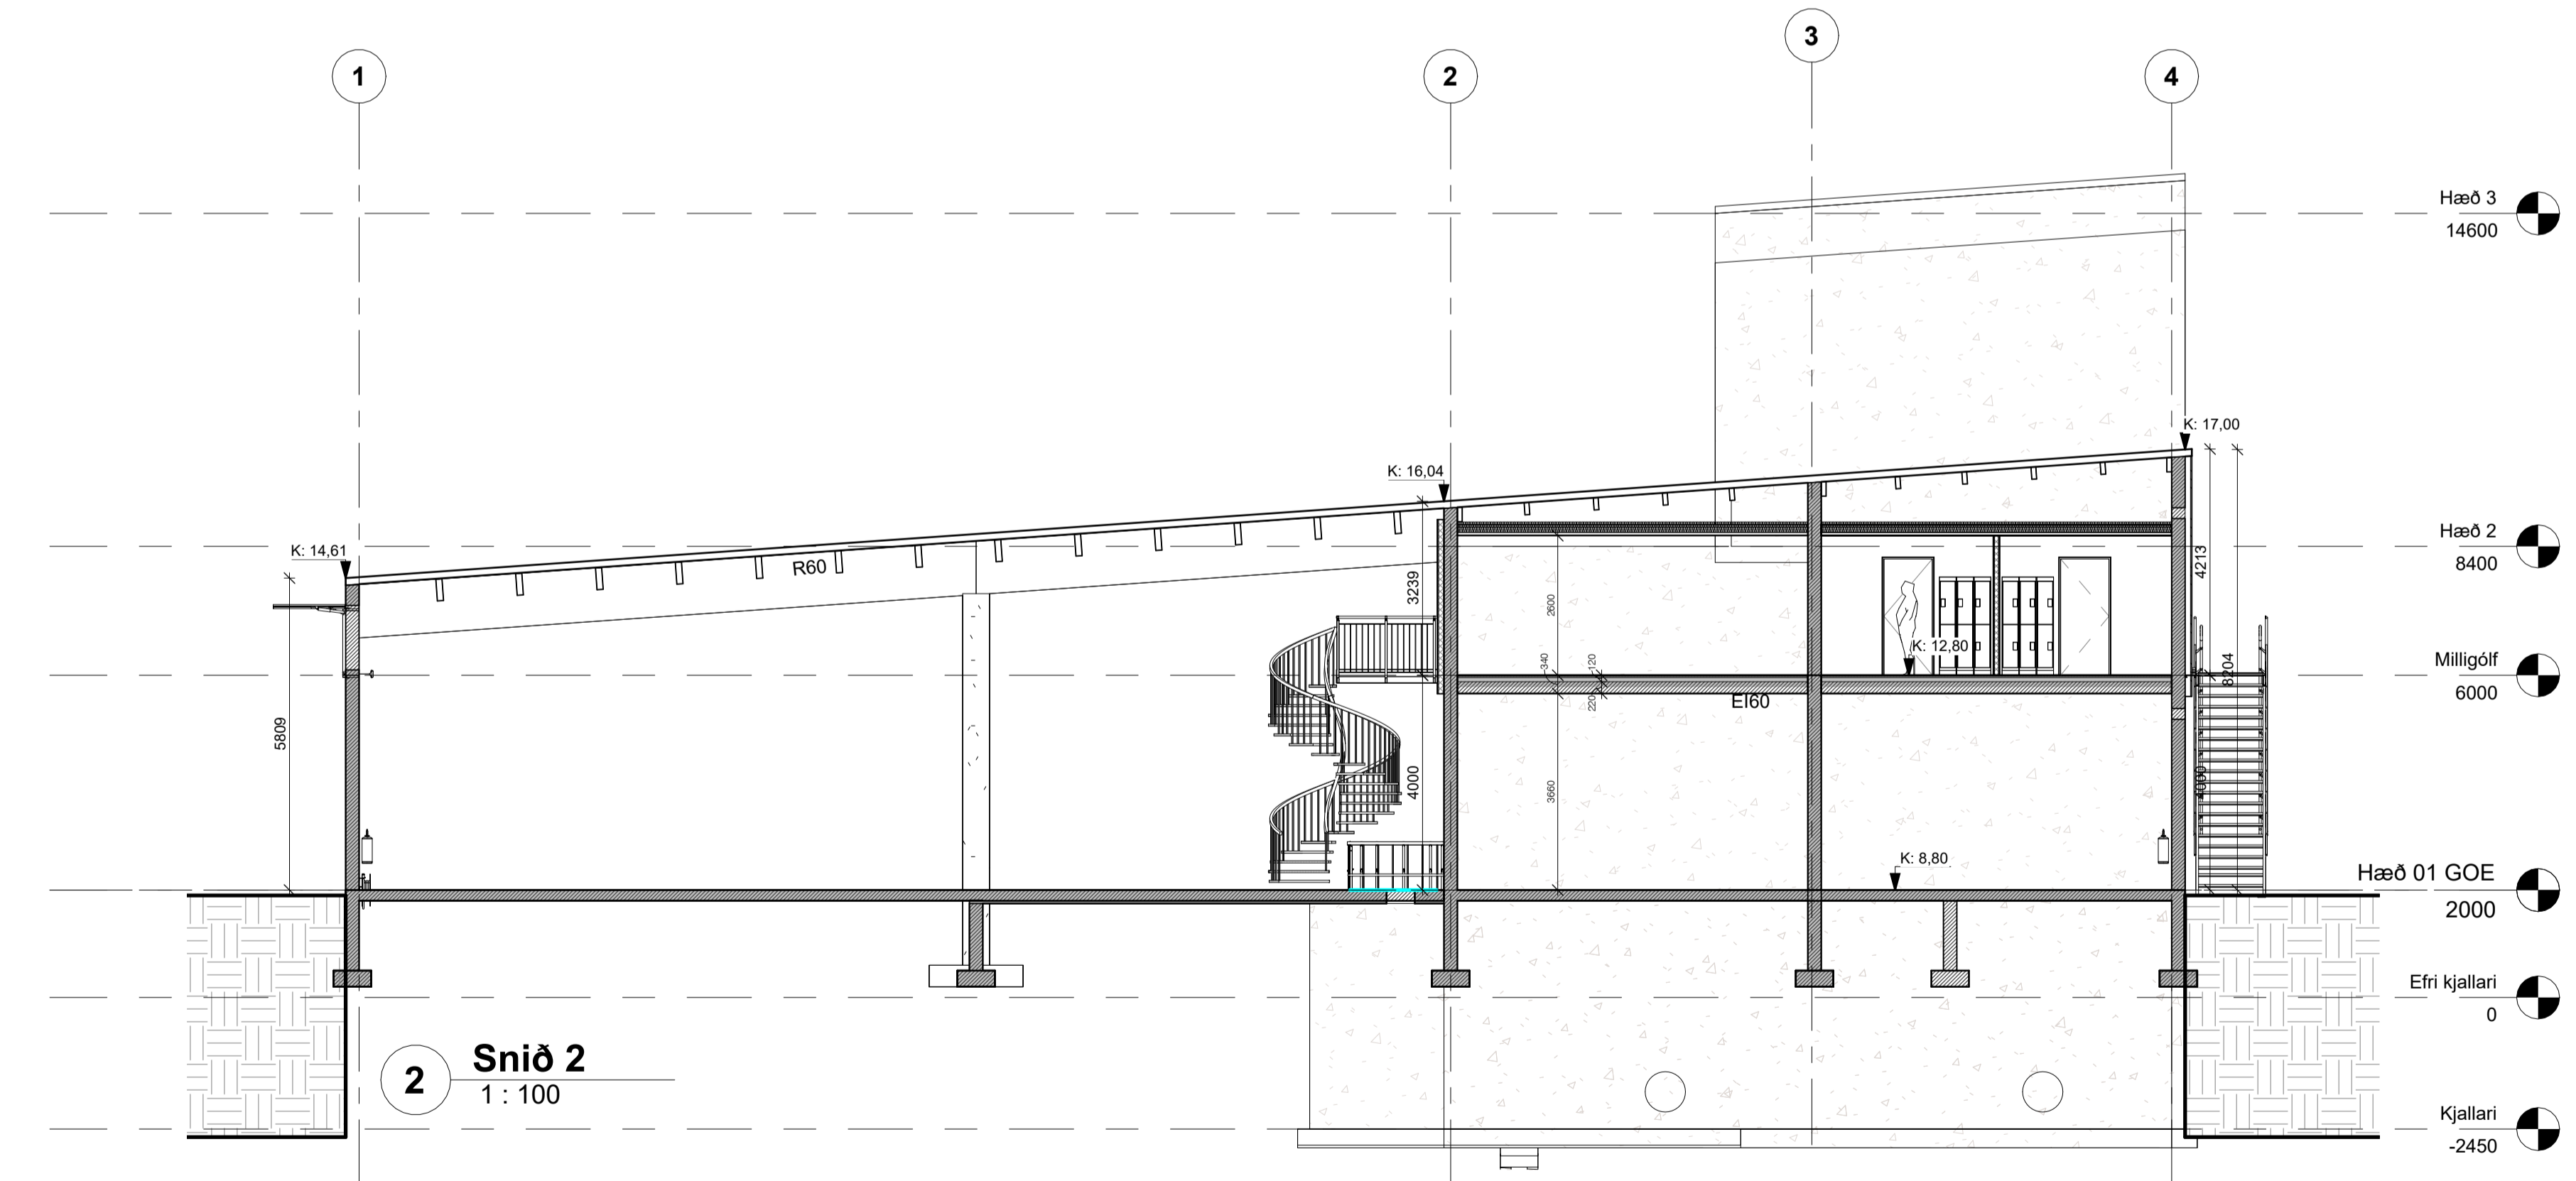 1
2
3
4
Hæð 3
14600
K: 17,00
K: 16,04
K: 14,61
Hæð 2
8400
R60
4213
3239
2600
K: 12,80
340
120
Milligólf
6000
8204
EI60
220
5809
4000
3660
4000
K: 8,80
Hæð 01 GOE
2000
Efri kjallari
0
2
Snið 2
1 : 100
Kjallari
-2450